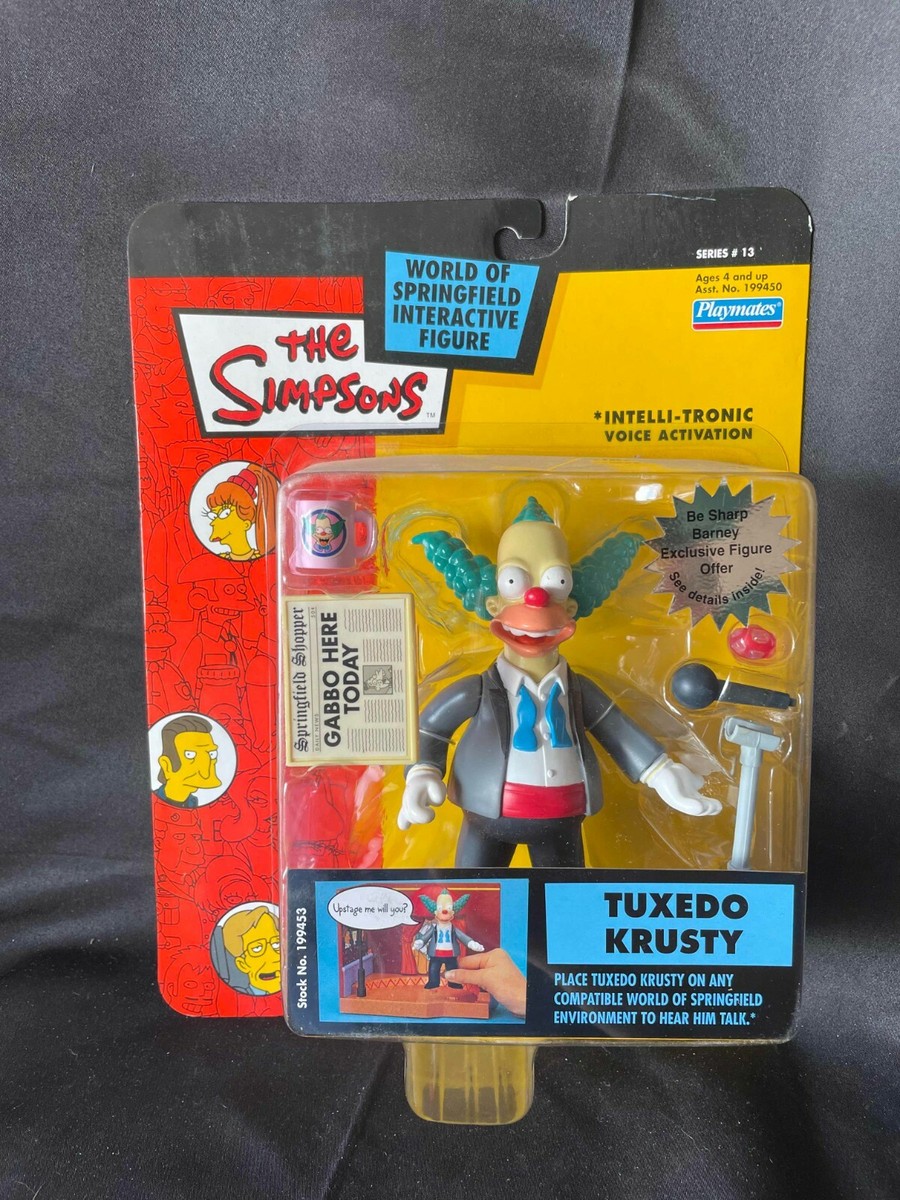 WORLD OF
SPRINGFIELD
INTERACTIVE
FIGURE
SERIES # 13
Ages 4 and up
Asst. No. 199450
Playmates®
THE
SIMPSONS
TM
*INTELLI-TRONIC
VOICE ACTIVATION
Be Sharp
Barney
Exclusive Figure
Offer
See details inside!
Springfield Shopper
GABBO HERE
TODAY
Stock No. 199453
Upstage me will you?
TUXEDO
KRUSTY
PLACE TUXEDO KRUSTY ON ANY
COMPATIBLE WORLD OF SPRINGFIELD
ENVIRONMENT TO HEAR HIM TALK.*